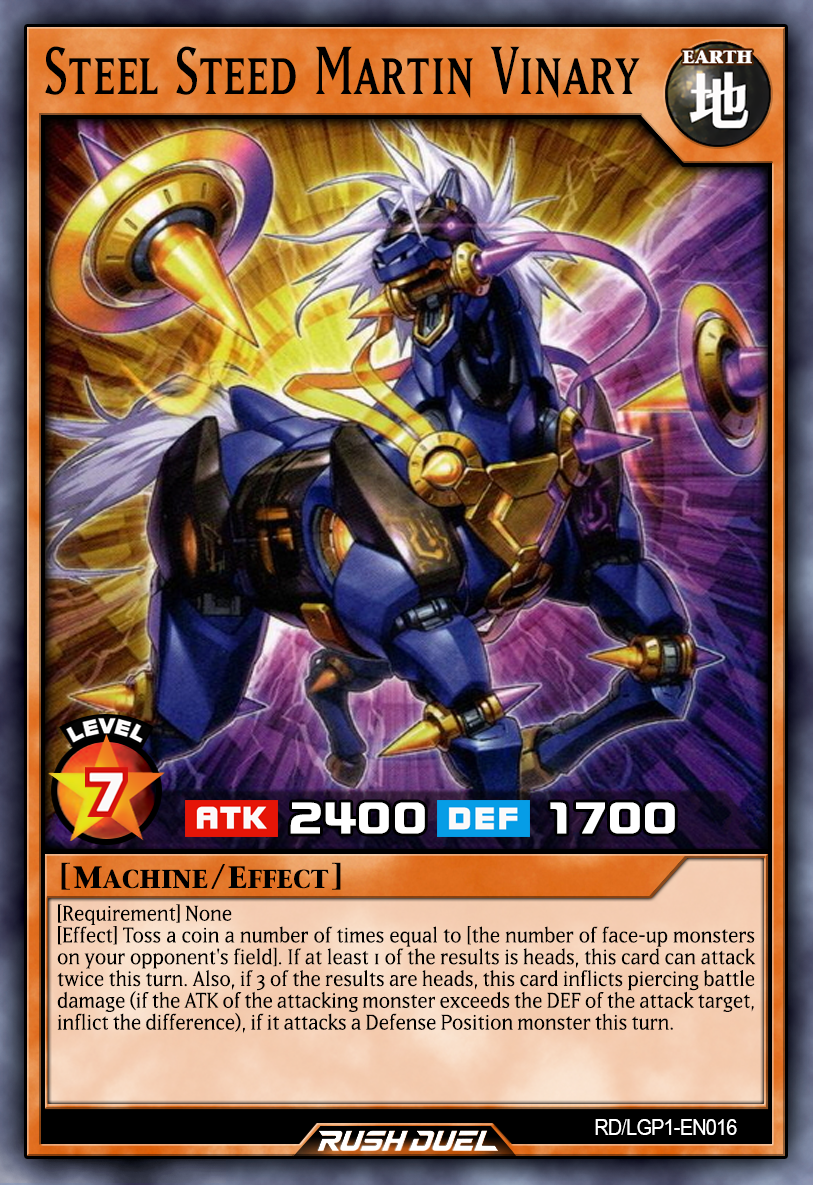 STEEL STEED MARTIN VINARY
EARTH
地
LEVEL
7
ATK 2400 DEF 1700
[MACHINE/EFFECT]
[Requirement] None
[Effect] Toss a coin a number of times equal to [the number of face-up monsters
on your opponent's field]. If at least 1 of the results is heads, this card can attack
twice this turn. Also, if 3 of the results are heads, this card inflicts piercing battle
damage (if the ATK of the attacking monster exceeds the DEF of the attack target,
inflict the difference), if it attacks a Defense Position monster this turn.
RD/LGP1-EN016
RUSH DUEL